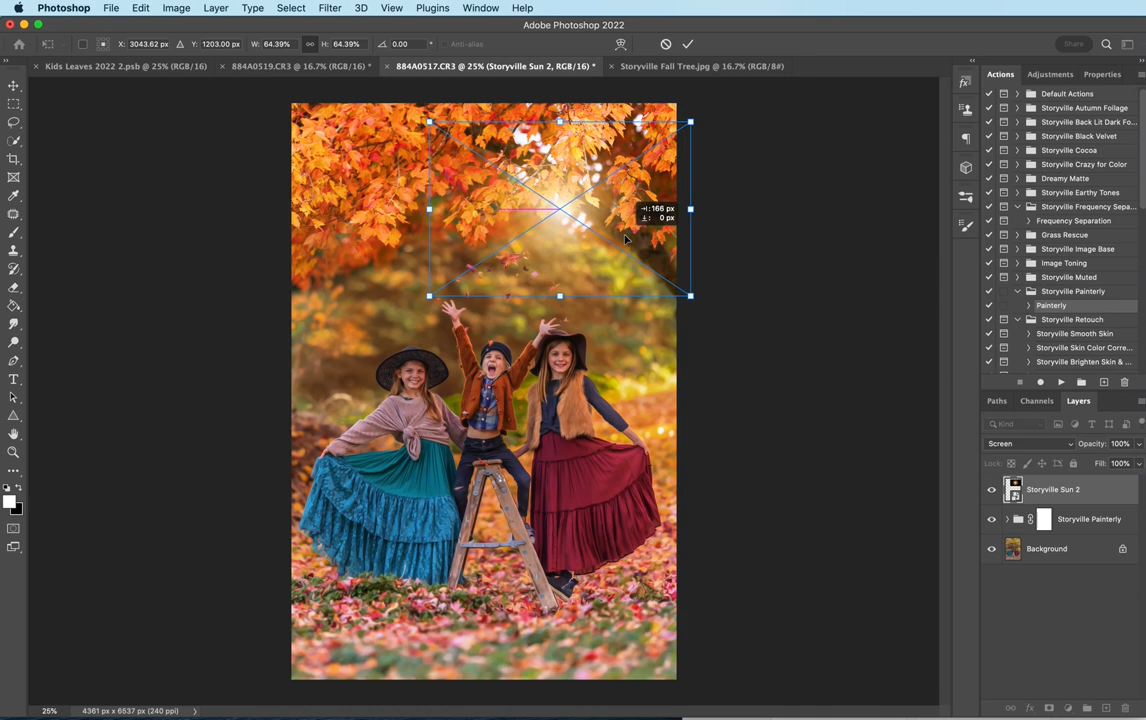 Photoshop File Edit Image Layer Type Select Filter 3D View Plugins Window Help
Adobe Photoshop 2022
X: 3043.62 px Y: 1203.00 px W: 64.39% H: 64.39% 0.00 ° Anti-alias Share
× Kids Leaves 2022 2.psb @ 25% (RGB/16) × 884A0519.CR3 @ 16.7% (RGB/16) * × 884A0517.CR3 @ 25% (Storyville Sun 2, RGB/16) * × Storyville Fall Tree.jpg @ 16.7% (RGB/8#)
Actions Adjustments Properties
Default Actions
Storyville Autumn Foliage
Storyville Back Lit Dark Fo...
Storyville Black Velvet
Storyville Cocoa
Storyville Crazy for Color
Dreamy Matte
Storyville Earthy Tones
Storyville Frequency Sepa...
Frequency Separation
Grass Rescue
Storyville Image Base
Image Toning
Storyville Muted
Storyville Painterly
Painterly
Storyville Retouch
Storyville Smooth Skin
Storyville Skin Color Corre...
Storyville Brighten Skin & ...
: 166 px
: 0 px
Paths Channels Layers
Kind
Screen Opacity: 100%
Lock: Fill: 100%
Storyville Sun 2
Storyville Painterly
Background
25% 4361 px x 6537 px (240 ppi)